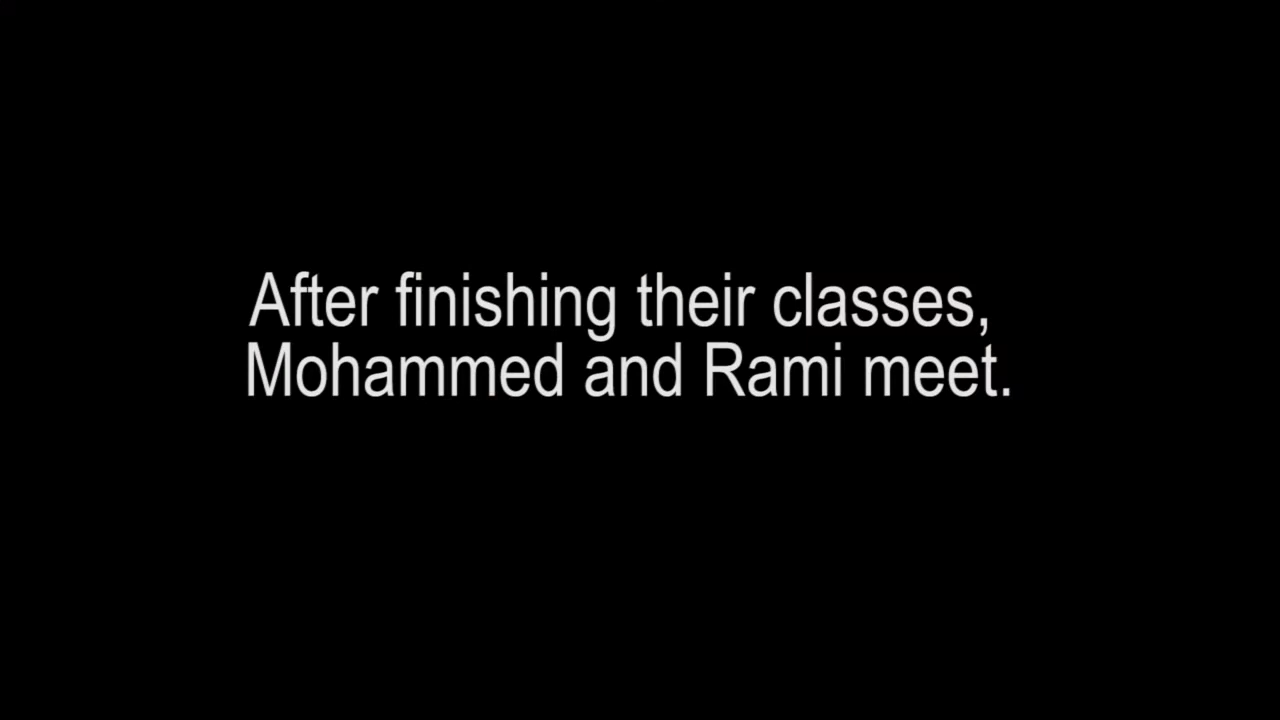 After finishing their classes,
Mohammed and Rami meet.